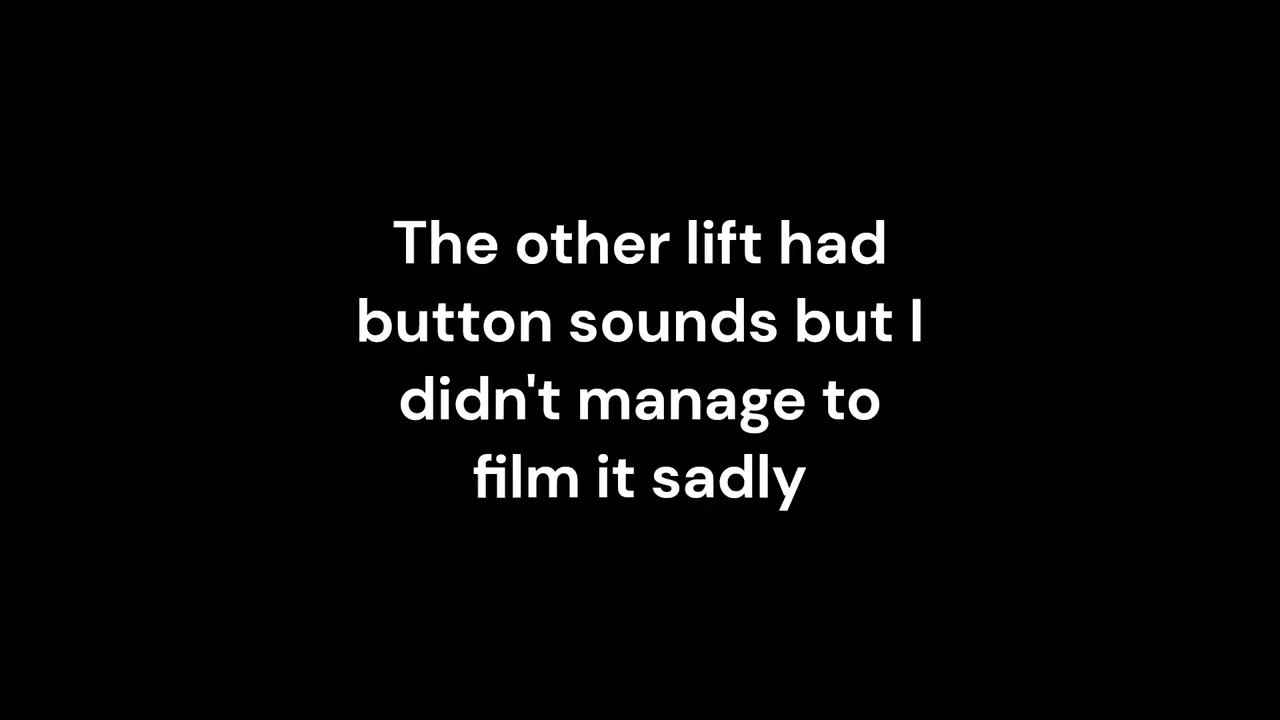 The other lift had
button sounds but I
didn't manage to
film it sadly